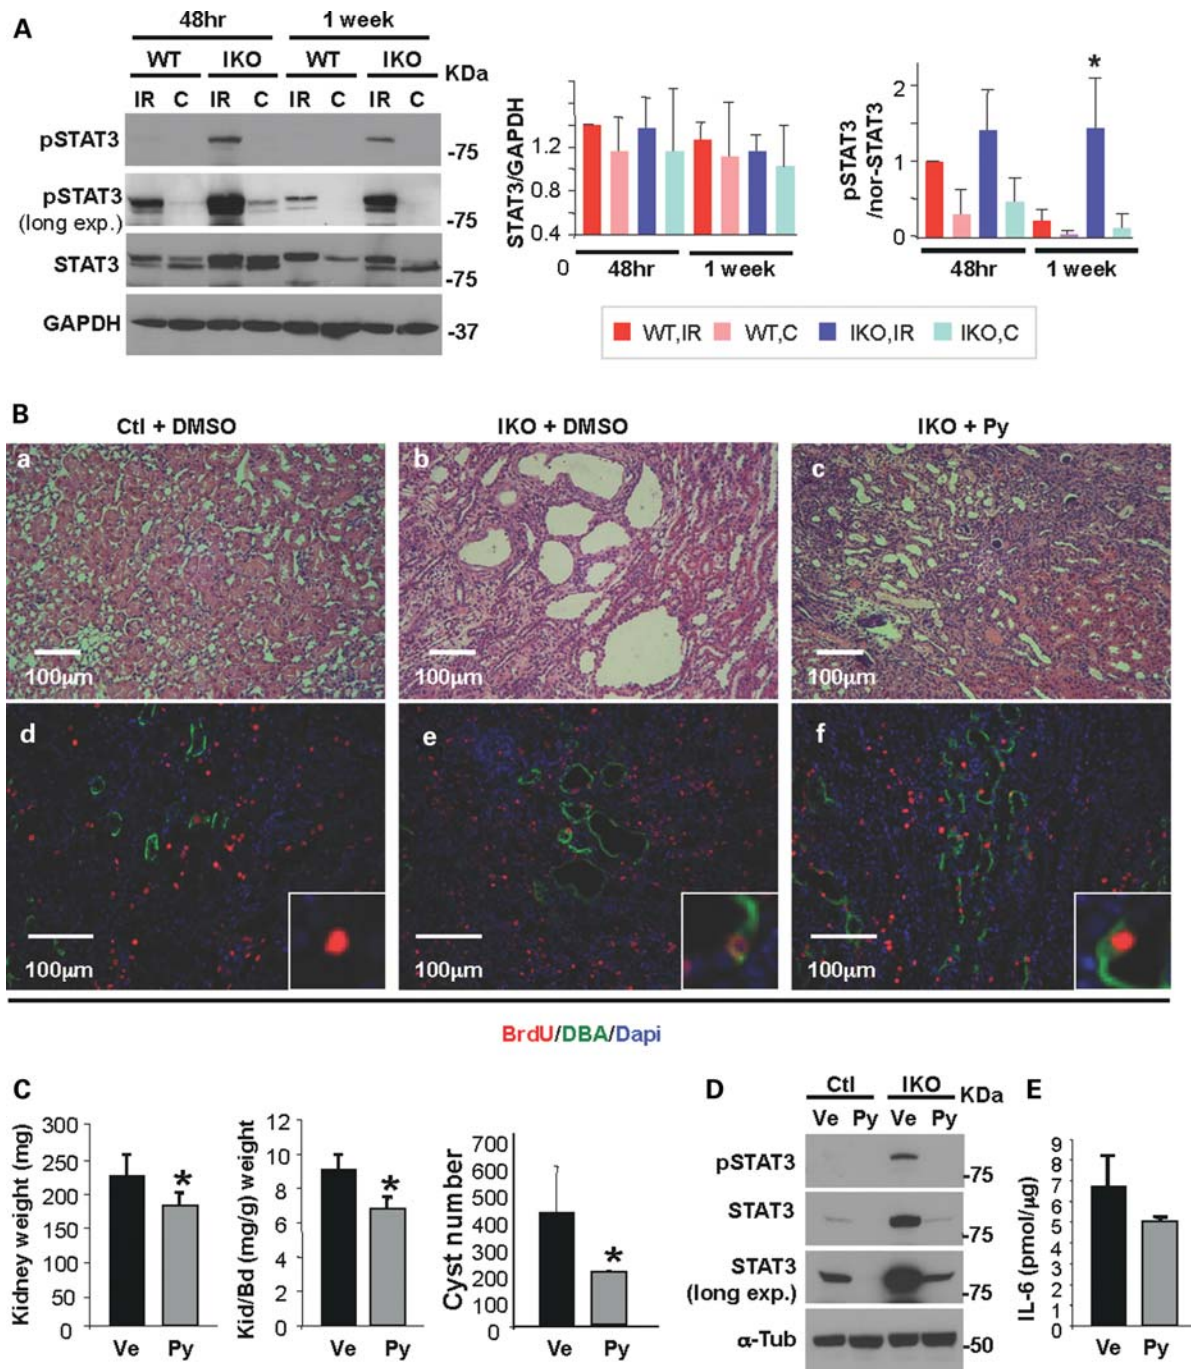 A
48hr 1 week
WT IKO WT IKO KDa
IR C IR C IR C IR C
pSTAT3
-75
pSTAT3
(long exp.)
-75
STAT3
-75
GAPDH
-37
STAT3/GAPDH
1.2
0.8
0.4
0
48hr 1 week
pSTAT3
/nor-STAT3
2
1
0
*
48hr 1 week
WT,IR WT,C IKO,IR IKO,C
B
Ctl + DMSO IKO + DMSO IKO + Py
a b c
100μm 100μm 100μm
d e f
100μm 100μm 100μm
BrdU/DBA/Dapi
C
Kidney weight (mg)
300
250
200
150
100
50
0
*
Ve Py
Kid/Bd (mg/g) weight
12
10
8
6
4
2
0
*
Ve Py
Cyst number
700
600
500
400
300
200
100
0
*
Ve Py
D
Ctl IKO KDa
Ve Py Ve Py
pSTAT3
-75
STAT3
-75
STAT3
(long exp.)
-75
α-Tub
-50
E
IL-6 (pmol/μg)
9
8
7
6
5
4
3
2
1
0
Ve Py